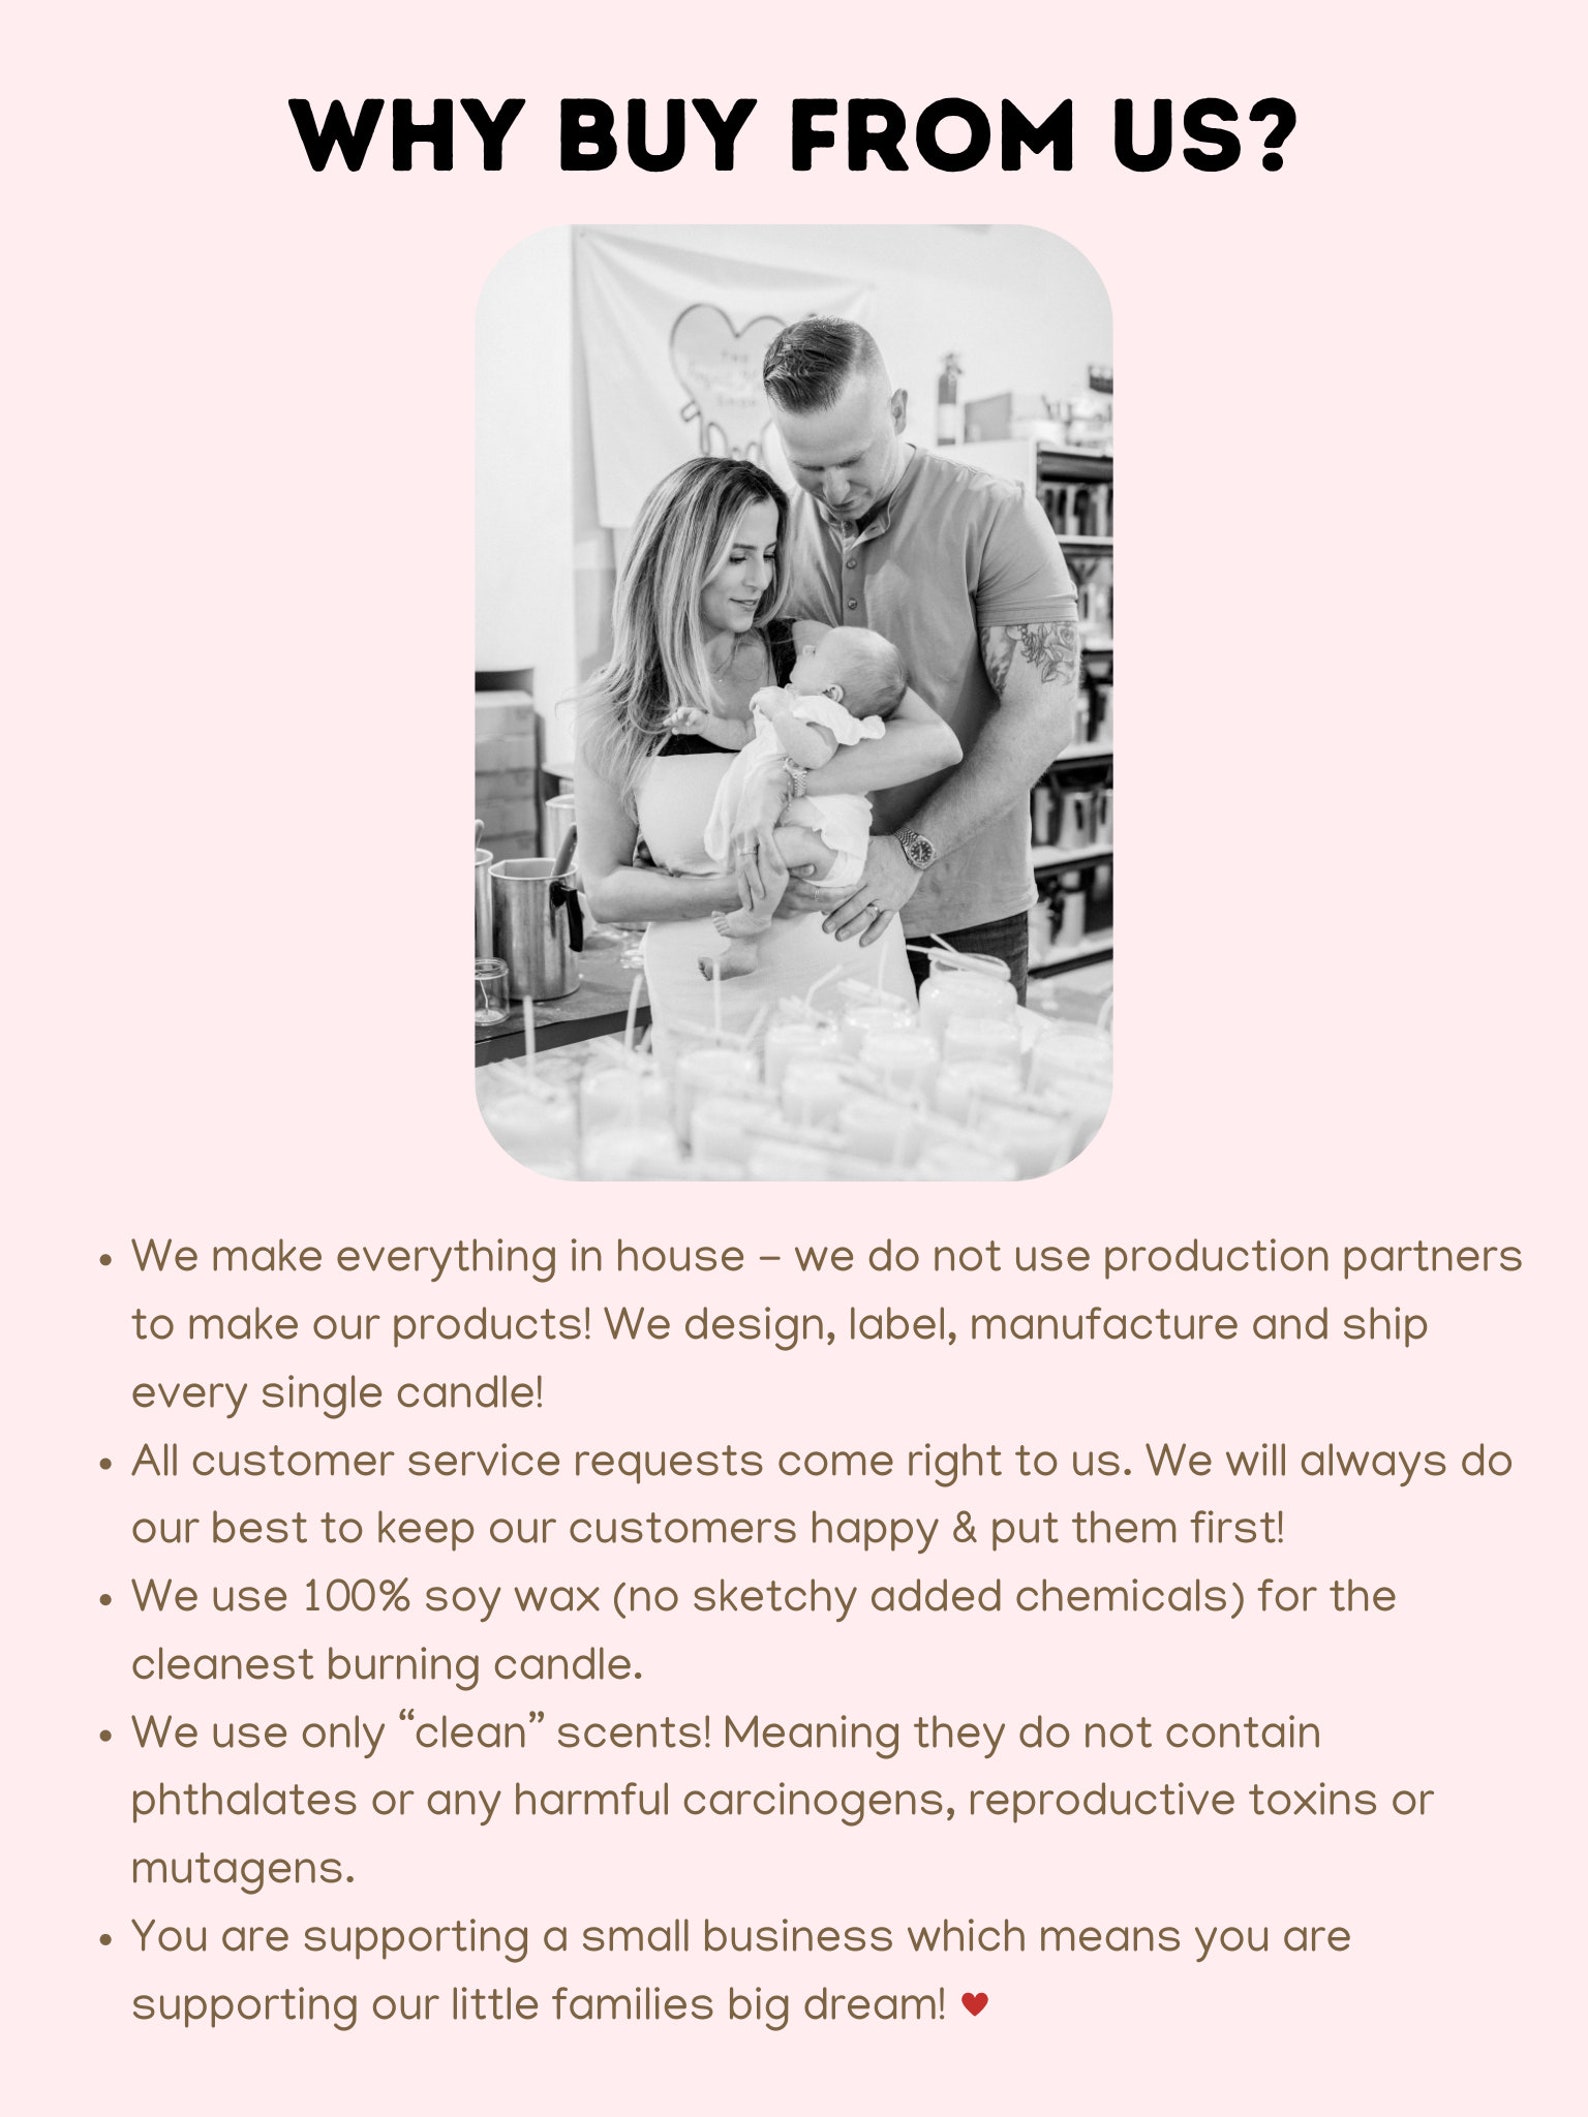 WHY BUY FROM US?
• We make everything in house – we do not use production partners
to make our products! We design, label, manufacture and ship
every single candle!
• All customer service requests come right to us. We will always do
our best to keep our customers happy & put them first!
• We use 100% soy wax (no sketchy added chemicals) for the
cleanest burning candle.
• We use only “clean” scents! Meaning they do not contain
phthalates or any harmful carcinogens, reproductive toxins or
mutagens.
• You are supporting a small business which means you are
supporting our little families big dream! ♥